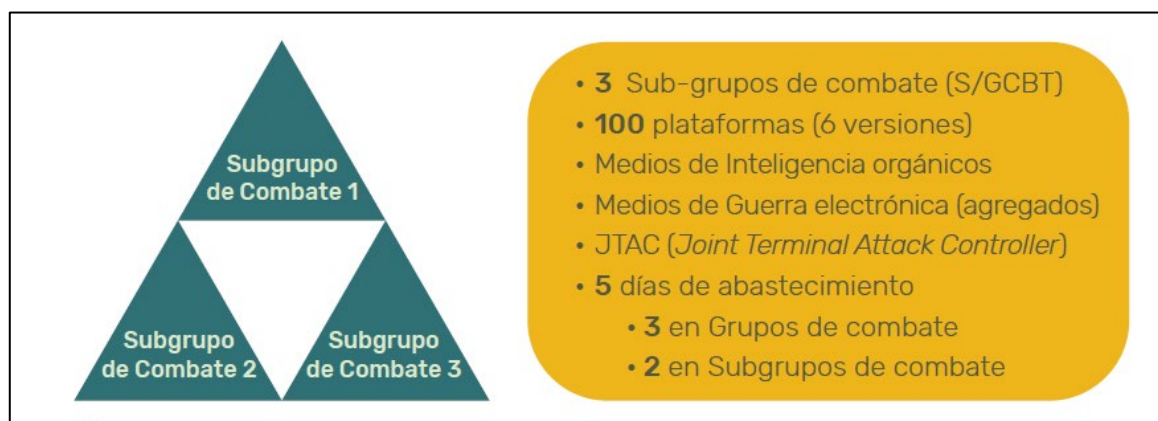 Subgrupo
de Combate 1
Subgrupo
de Combate 2
Subgrupo
de Combate 3
• 3 Sub-grupos de combate (S/GCBT)
• 100 plataformas (6 versiones)
• Medios de Inteligencia orgánicos
• Medios de Guerra electrónica (agregados)
• JTAC (Joint Terminal Attack Controller)
• 5 días de abastecimiento
• 3 en Grupos de combate
• 2 en Subgrupos de combate